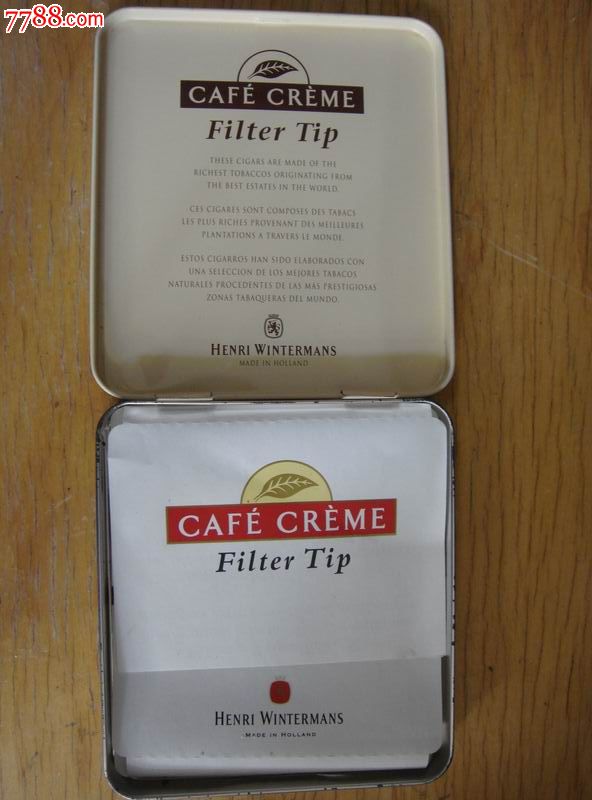 7788.com
CAFÉ CRÈME
Filter Tip
THESE CIGARS ARE MADE OF THE
RICHEST TOBACCOS ORIGINATING FROM
THE BEST ESTATES IN THE WORLD.
CES CIGARES SONT COMPOSES DES TABACS
LES PLUS RICHES PROVENANT DES MEILLEURES
PLANTATIONS A TRAVERS LE MONDE.
ESTOS CIGARROS HAN SIDO ELABORADOS CON
UNA SELECCION DE LOS MEJORES TABACOS
NATURALES PROCEDENTES DE LAS MAS PRESTIGIOSAS
ZONAS TABAQUERAS DEL MUNDO.
HENRI WINTERMANS
MADE IN HOLLAND
CAFÉ CRÈME
Filter Tip
HENRI WINTERMANS
MADE IN HOLLAND